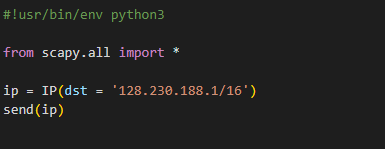 #!usr/bin/env python3
from scapy.all import *
ip = IP(dst = '128.230.188.1/16')
send(ip)